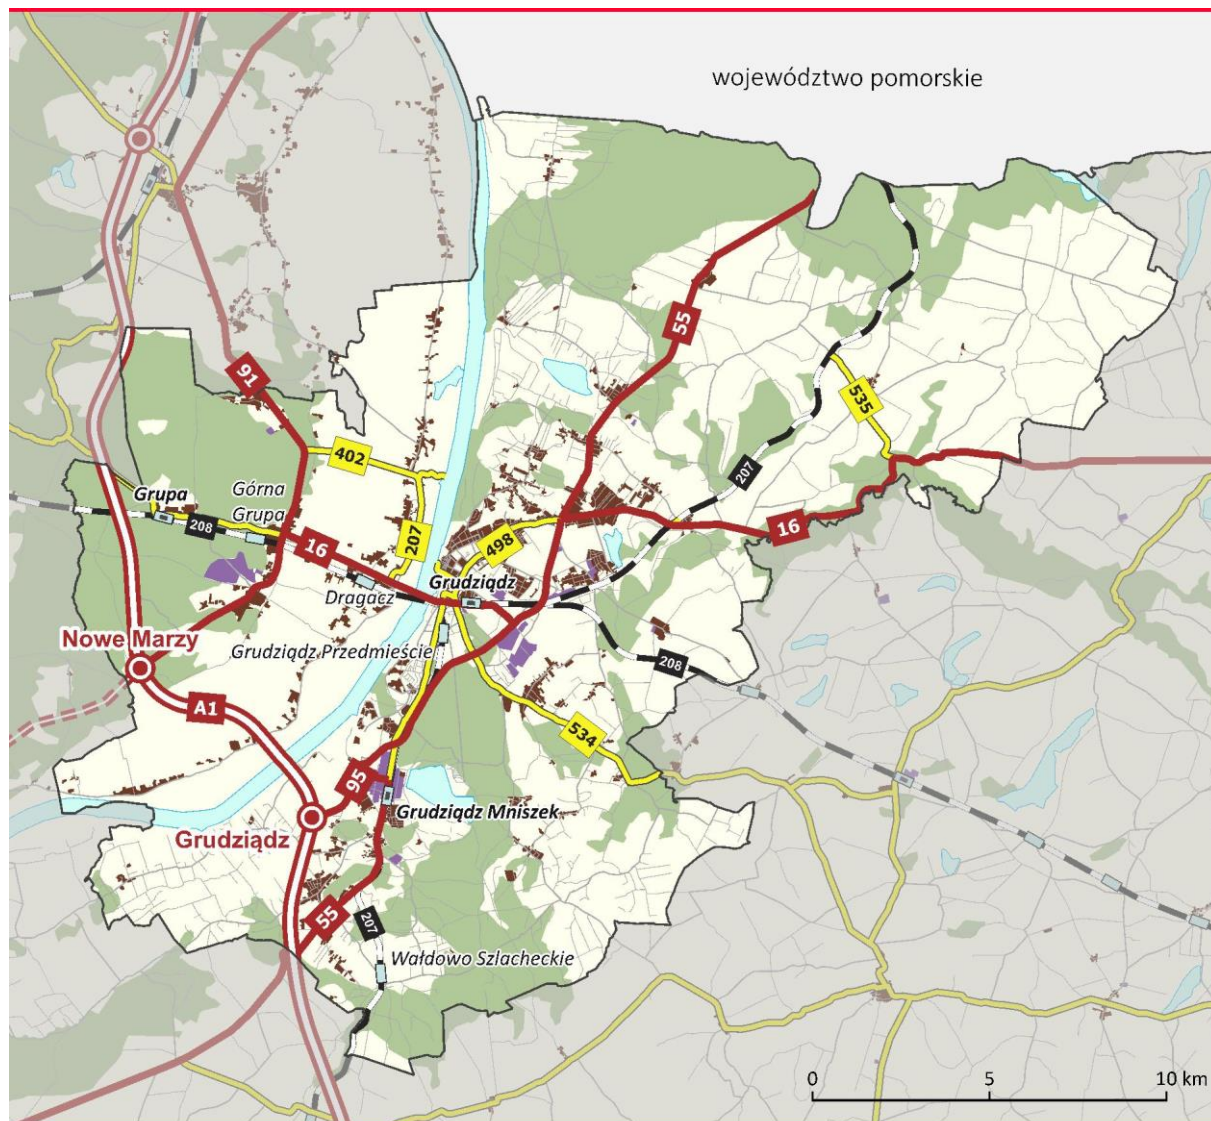 województwo pomorskie
55
91
535
402
207
Grupa
Górna
Grupa
208
16
207
498
16
Grudziądz
Dragacz
Nowe Marzy
Grudziądz Przedmieście
208
A1
534
95
Grudziądz Mniszek
Grudziądz
55
207
Wałdowo Szlacheckie
0 5 10 km